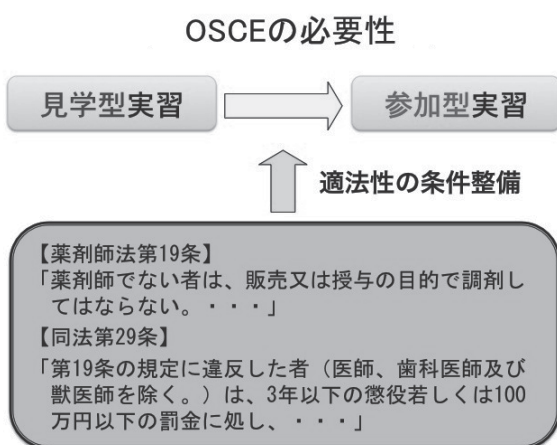 OSCEの必要性
見学型実習
参加型実習
適法性の条件整備
【薬剤師法第19条】
「薬剤師でない者は、販売又は授与の目的で調剤し
てはならない。・・・」
【同法第29条】
「第19条の規定に違反した者（医師、歯科医師及び
獣医師を除く。）は、3年以下の懲役若しくは100
万円以下の罰金に処し、・・・」